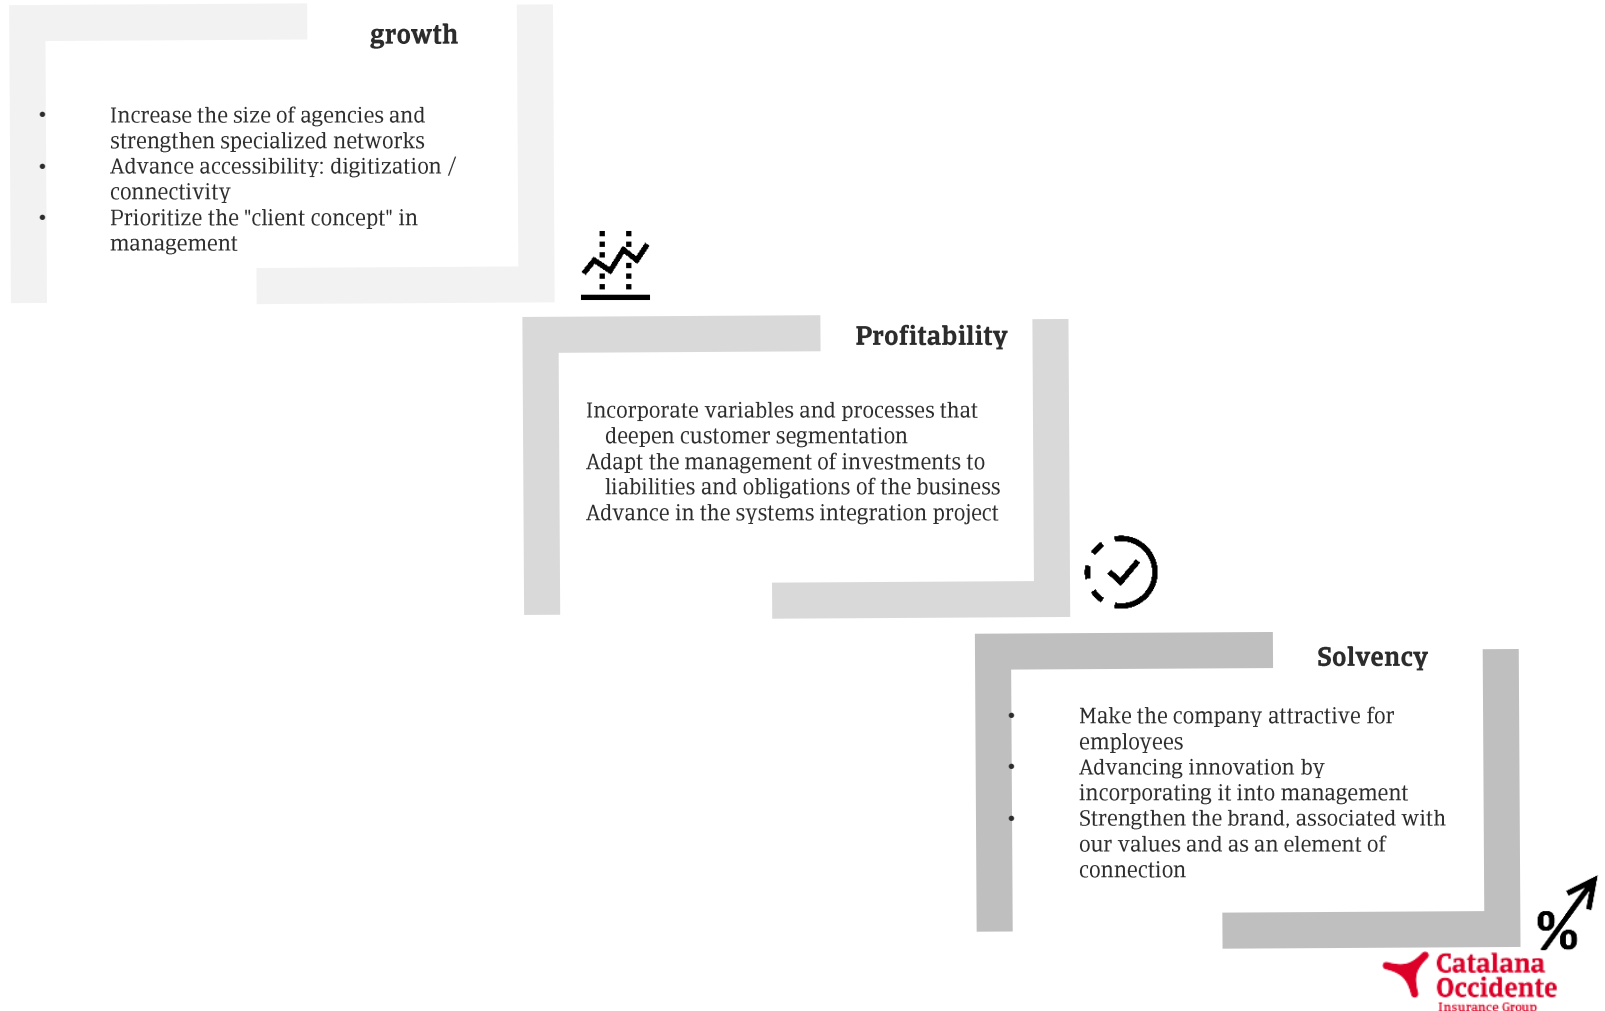 growth
• Increase the size of agencies and
strengthen specialized networks
• Advance accessibility: digitization /
connectivity
• Prioritize the "client concept" in
management
Profitability
Incorporate variables and processes that
deepen customer segmentation
Adapt the management of investments to
liabilities and obligations of the business
Advance in the systems integration project
Solvency
• Make the company attractive for
employees
• Advancing innovation by
incorporating it into management
• Strengthen the brand, associated with
our values and as an element of
connection
%
Catalana
Occidente
Insurance Group